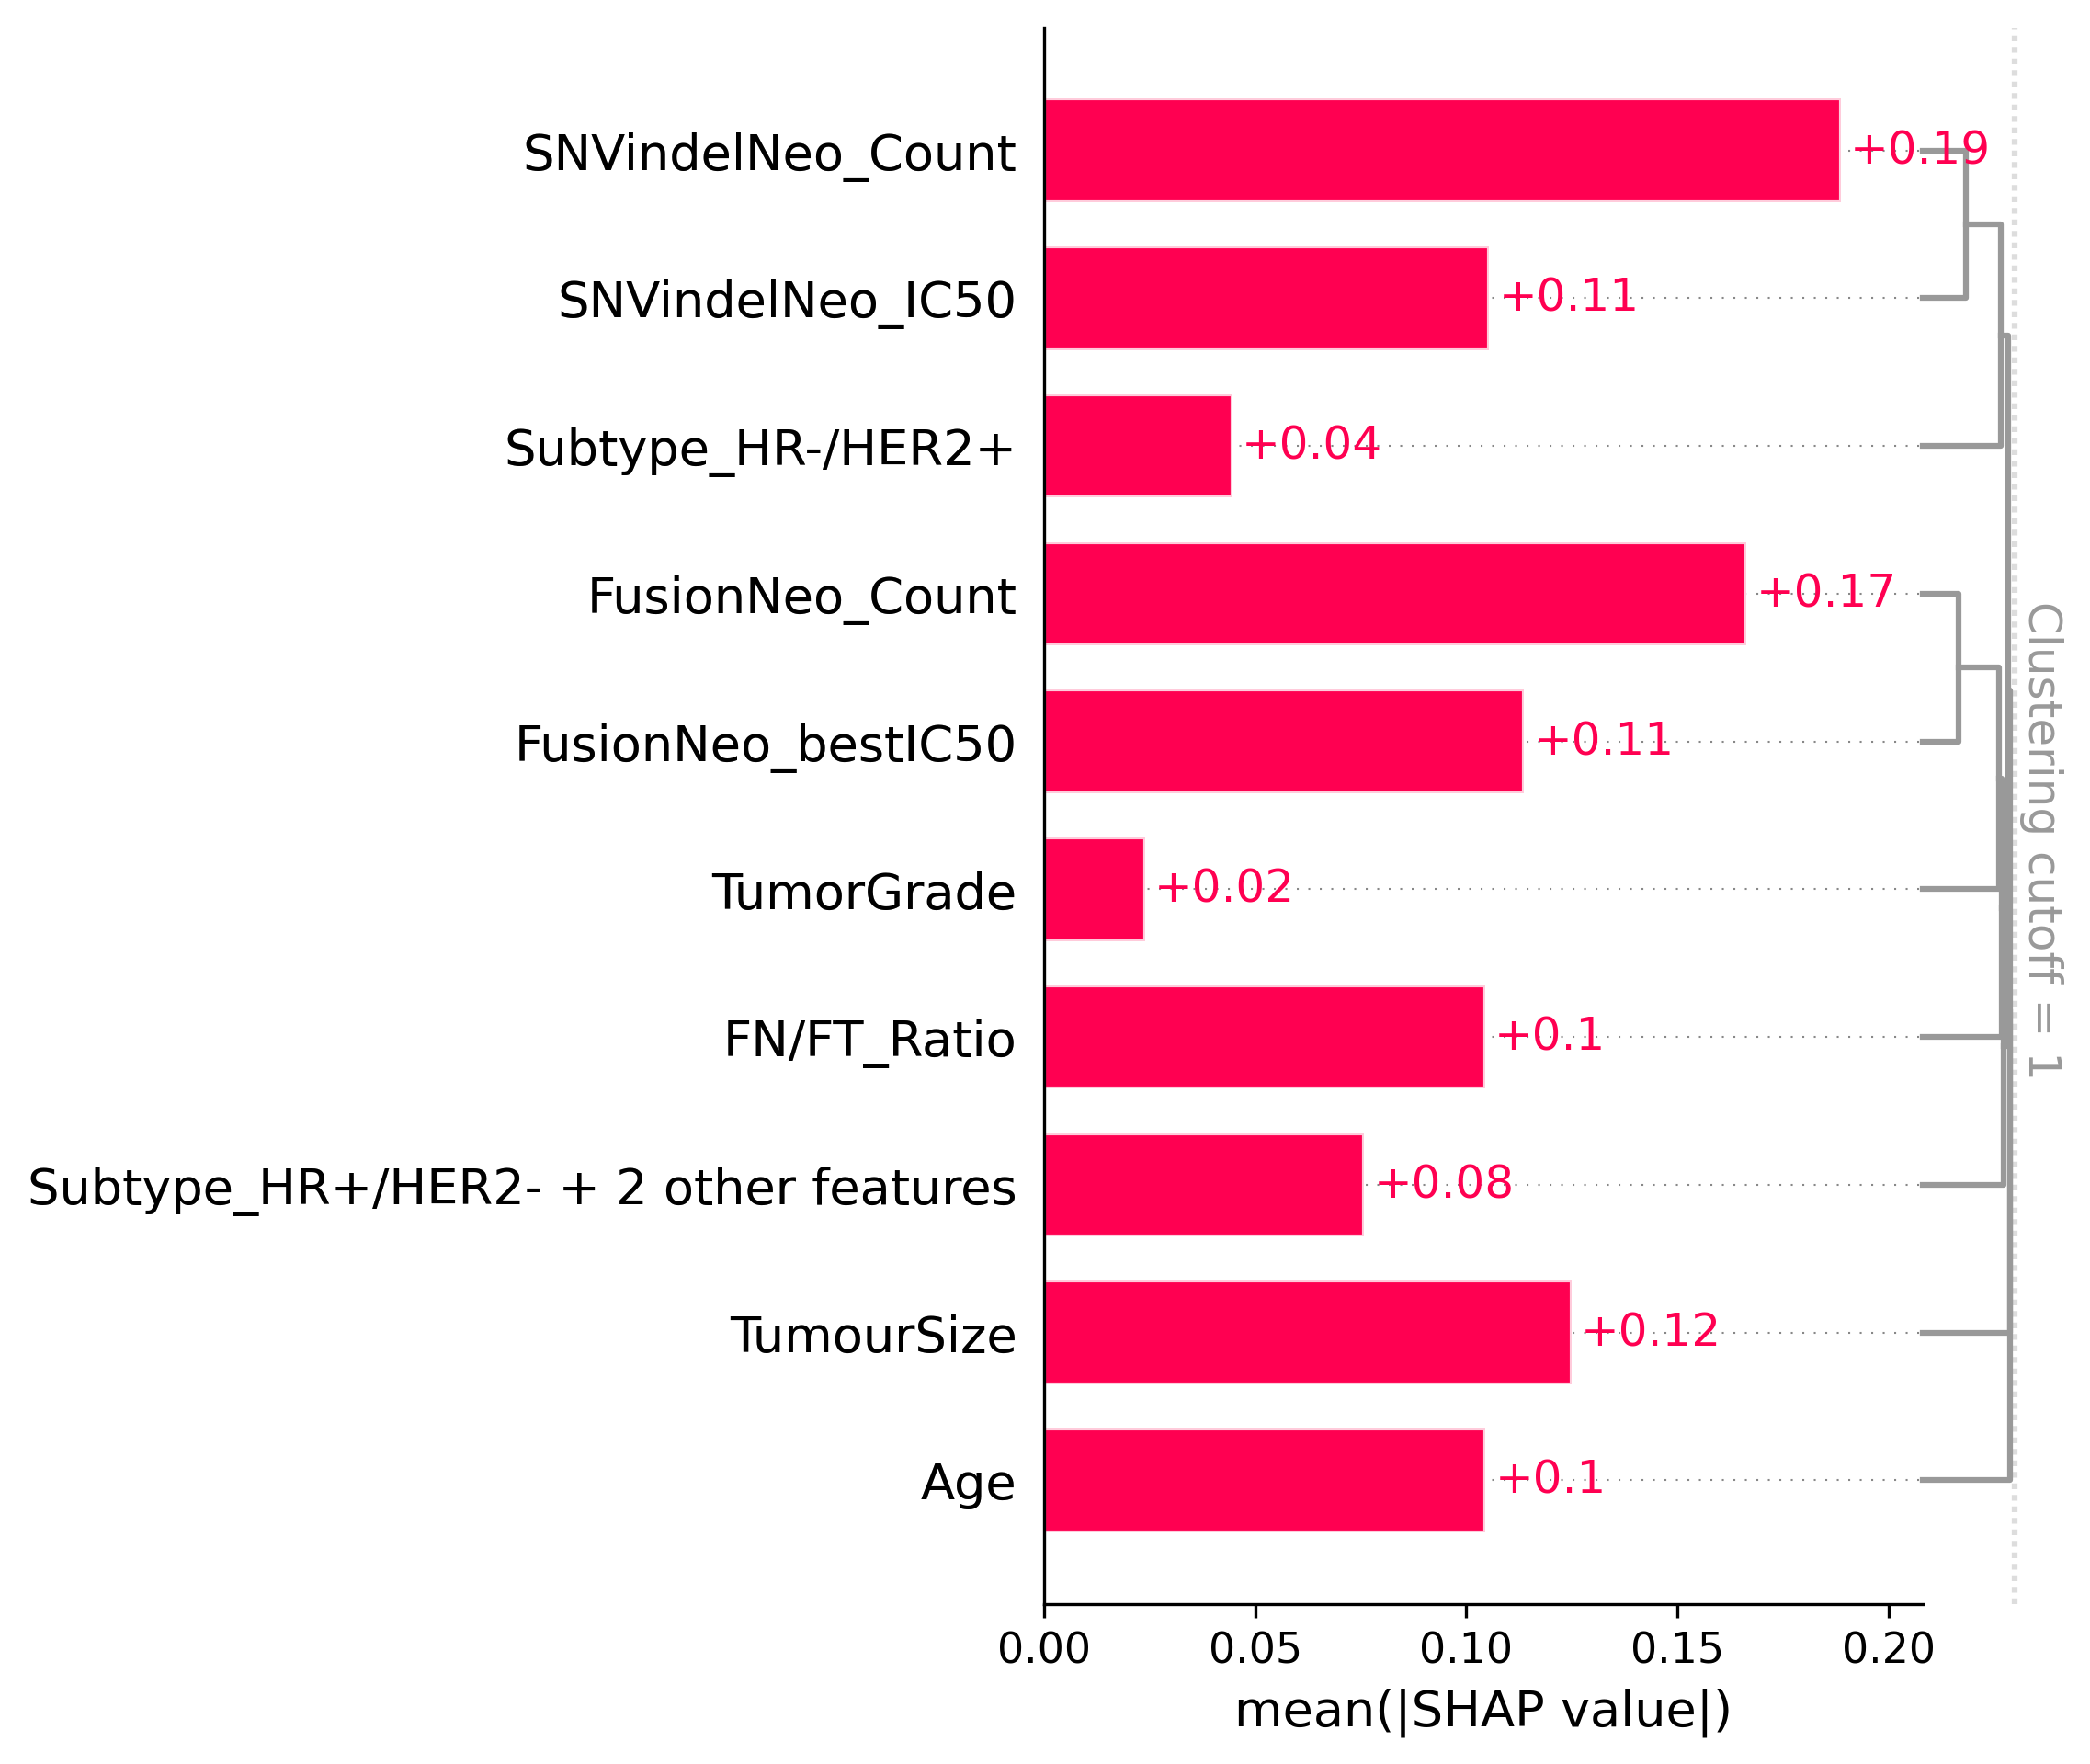 SNVindelNeo_Count
+0.19
SNVindelNeo_IC50
+0.11
Subtype_HR-/HER2+
+0.04
FusionNeo_Count
+0.17
FusionNeo_bestIC50
+0.11
TumorGrade
+0.02
FN/FT_Ratio
+0.1
Subtype_HR+/HER2- + 2 other features
+0.08
TumourSize
+0.12
Age
+0.1
Clustering cutoff = 1
0.00 0.05 0.10 0.15 0.20
mean(|SHAP value|)